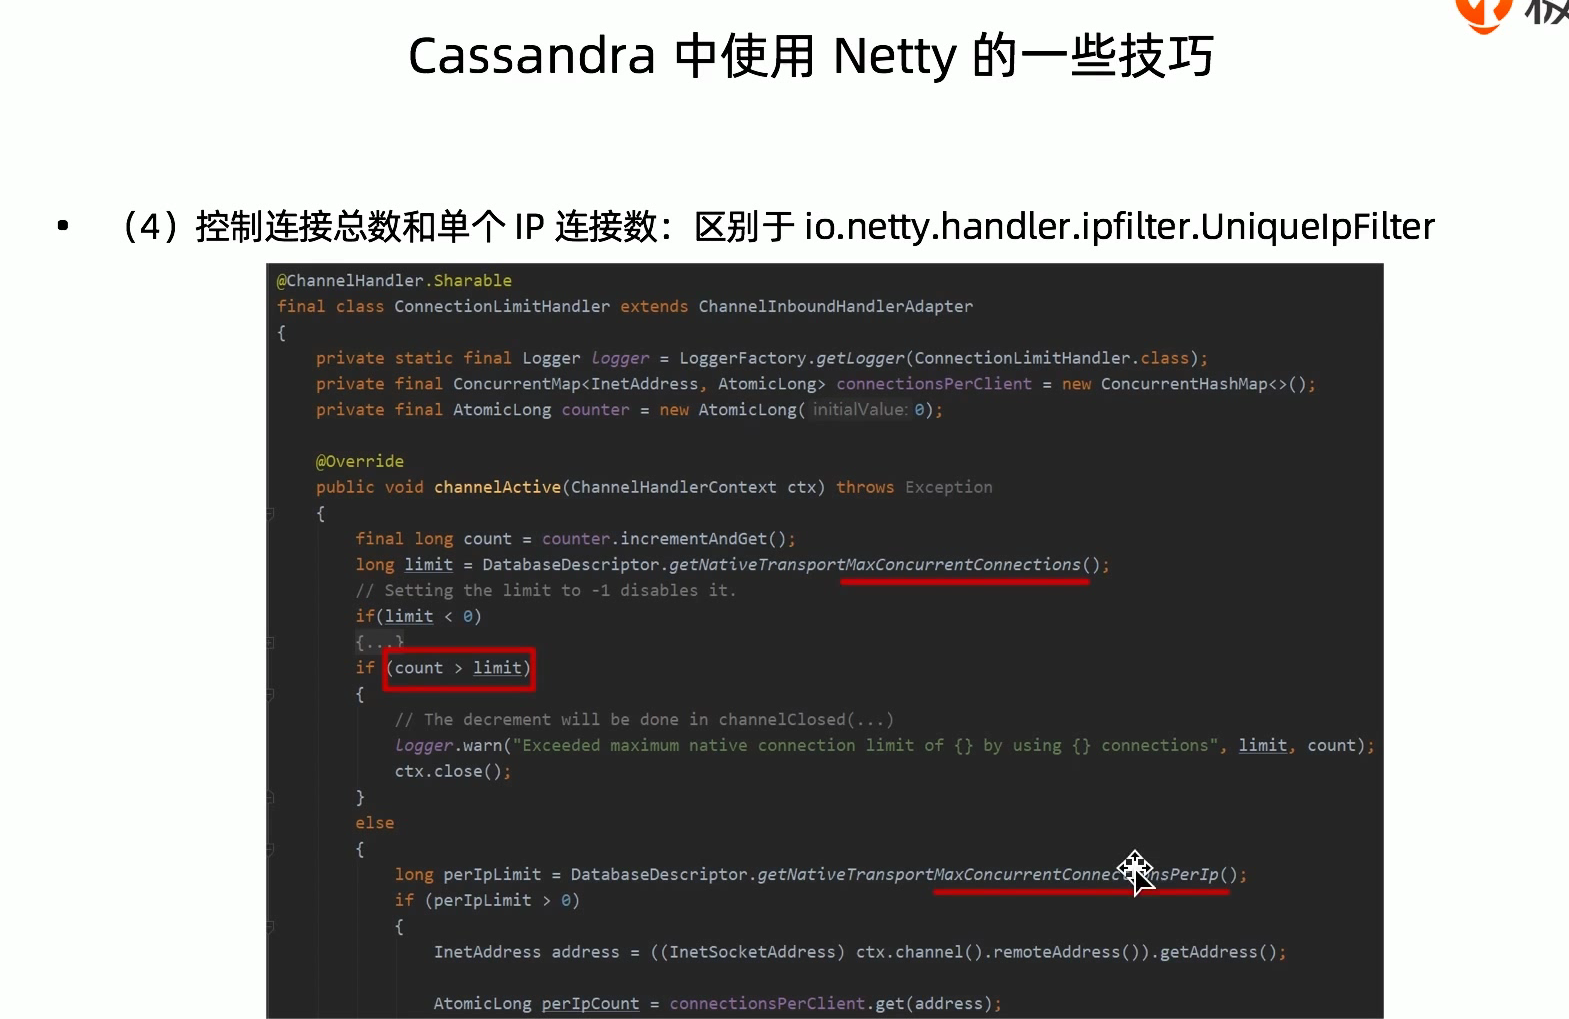 Cassandra 中使用 Netty 的一些技巧
• （4）控制连接总数和单个 IP 连接数：区别于 io.netty.handler.ipfilter.UniqueIpFilter
@ChannelHandler.Sharable
final class ConnectionLimitHandler extends ChannelInboundHandlerAdapter
{
    private static final Logger logger = LoggerFactory.getLogger(ConnectionLimitHandler.class);
    private final ConcurrentMap<InetAddress, AtomicLong> connectionsPerClient = new ConcurrentHashMap<>();
    private final AtomicLong counter = new AtomicLong( initialValue: 0);
    @Override
    public void channelActive(ChannelHandlerContext ctx) throws Exception
    {
        final long count = counter.incrementAndGet();
        long limit = DatabaseDescriptor.getNativeTransportMaxConcurrentConnections();
        // Setting the limit to -1 disables it.
        if(limit < 0)
        {...}
        if (count > limit)
        {
            // The decrement will be done in channelClosed(...)
            logger.warn("Exceeded maximum native connection limit of {} by using {} connections", limit, count);
            ctx.close();
        }
        else
        {
            long perIpLimit = DatabaseDescriptor.getNativeTransportMaxConcurrentConnectionsPerIp();
            if (perIpLimit > 0)
            {
                InetAddress address = ((InetSocketAddress) ctx.channel().remoteAddress()).getAddress();
                AtomicLong perIpCount = connectionsPerClient.get(address);